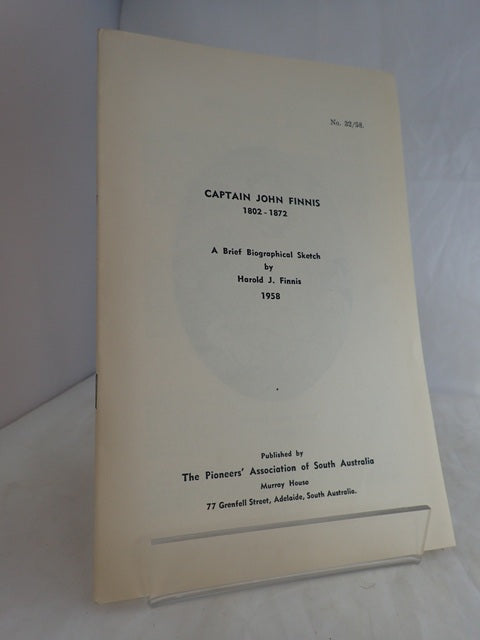 No. 32/58.
CAPTAIN JOHN FINNIS
1802 - 1872
A Brief Biographical Sketch
by
Harold J. Finnis
1958
Published by
The Pioneers' Association of South Australia
Murray House
77 Grenfell Street, Adelaide, South Australia.